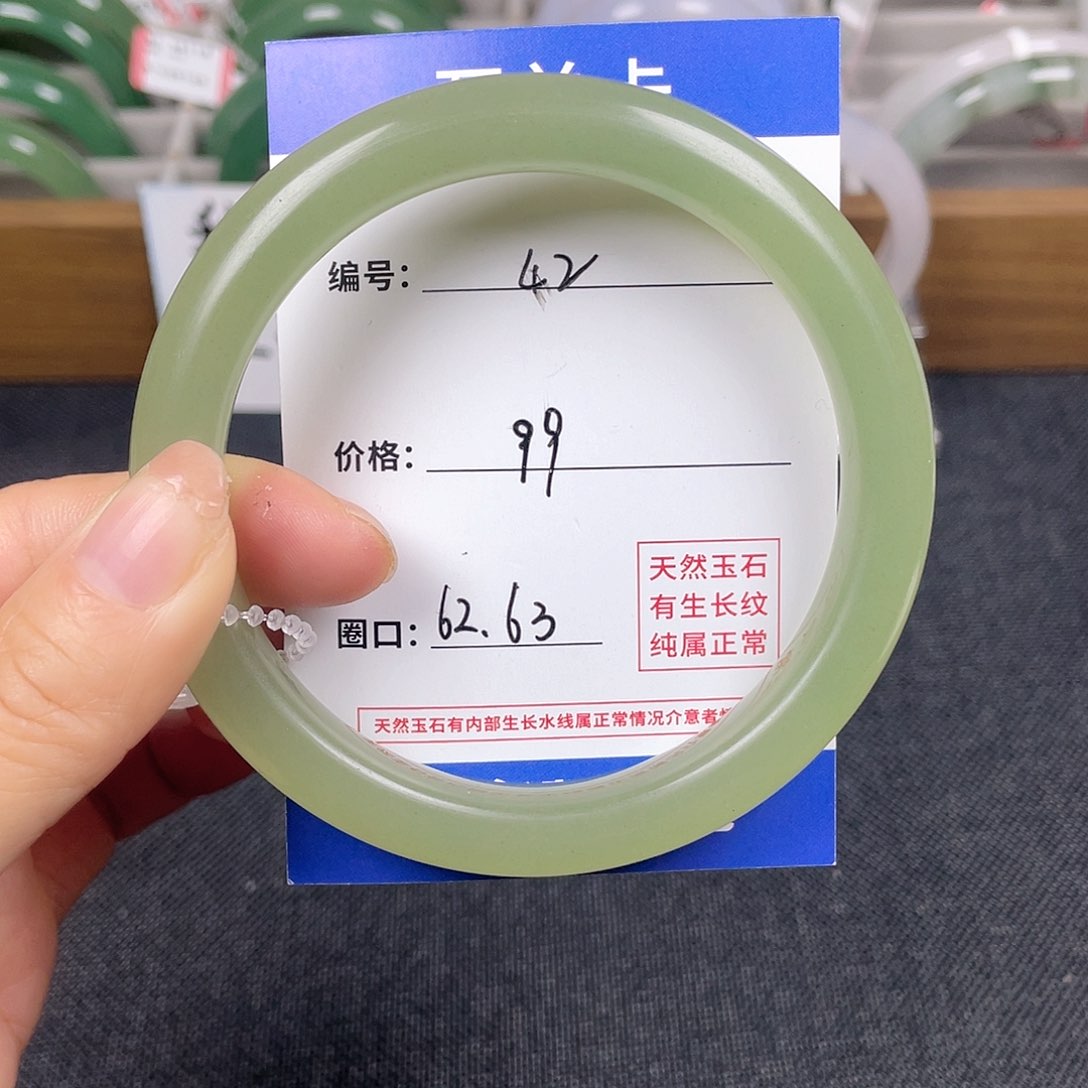 编号: 42
价格: 99
圈口: 62.63
天然玉石
有生长纹
纯属正常
天然玉石有内部生长水线属正常情况介意者